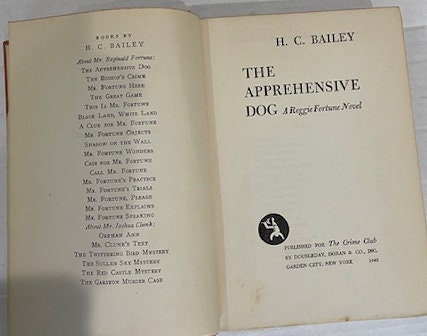 BOOKS BY
H. C. BAILEY
About Mr. Reginald Fortune:
THE APPREHENSIVE DOG
THE BISHOP'S CRIME
MR. FORTUNE HERE
THE GREAT GAME
THIS IS MR. FORTUNE
BLACK LAND, WHITE LAND
A CLUE FOR MR. FORTUNE
MR. FORTUNE OBJECTS
SHADOW ON THE WALL
MR. FORTUNE WONDERS
CASE FOR MR. FORTUNE
CALL MR. FORTUNE
MR. FORTUNE'S PRACTICE
MR. FORTUNE'S TRIALS
MR. FORTUNE, PLEASE
MR. FORTUNE EXPLAINS
MR. FORTUNE SPEAKING
About Mr. Joshua Clunk:
ORPHAN ANN
MR. CLUNK'S TEXT
THE TWITTERING BIRD MYSTERY
THE SULLEN SKY MYSTERY
THE RED CASTLE MYSTERY
THE GARSTON MURDER CASE
H. C. BAILEY
THE
APPREHENSIVE
DOG A Reggie Fortune Novel
PUBLISHED FOR The Crime Club
BY DOUBLEDAY, DORAN & CO., INC.
GARDEN CITY, NEW YORK 1942